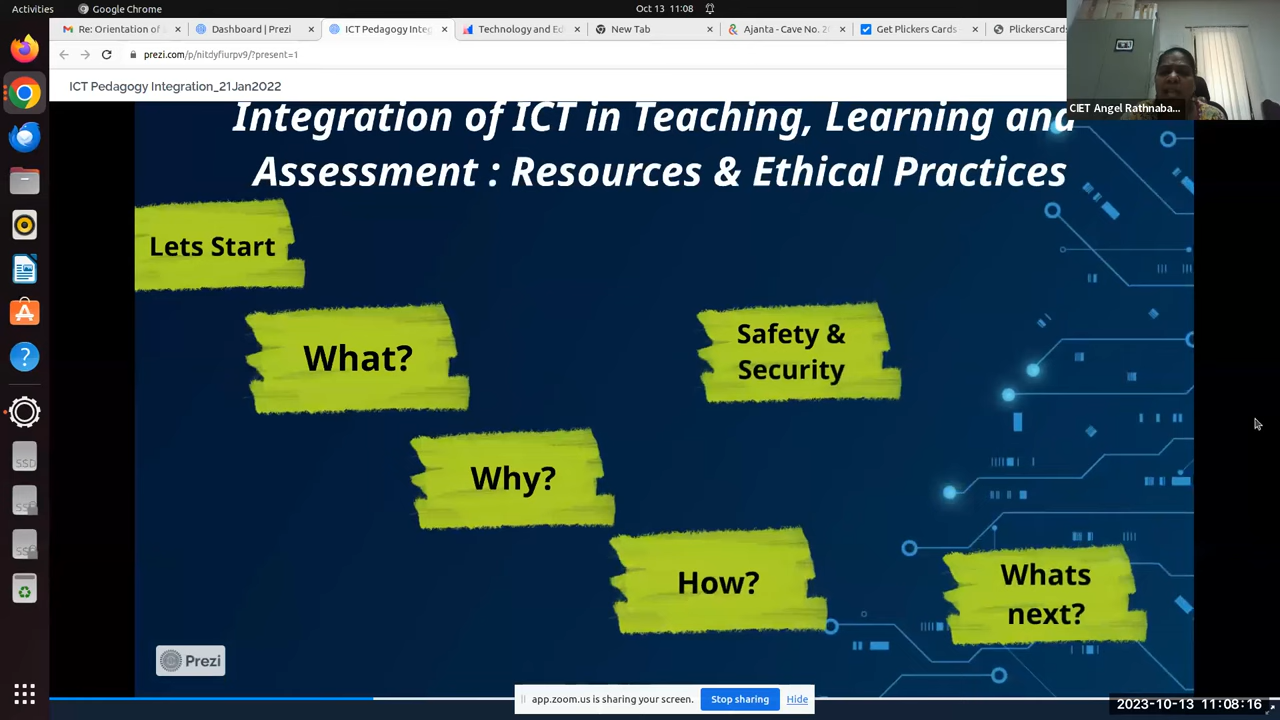 Activities
Google Chrome
Oct 13 11:08
Re: Orientation of
Dashboard | Prezi
ICT Pedagogy Integ
Technology and Ed
New Tab
Ajanta - Cave No. 2
Get Plickers Cards
PlickersCards
prezi.com/p/nitdyfiurpv9/?present=1
ICT Pedagogy Integration_21Jan2022
CIET Angel Rathnaba...
Integration of ICT in Teaching, Learning and
Assessment : Resources & Ethical Practices
Lets Start
What?
Safety &
Security
Why?
How?
Whats
next?
Prezi
SSD
app.zoom.us is sharing your screen.
Stop sharing
Hide
2023-10-13 11:08:16